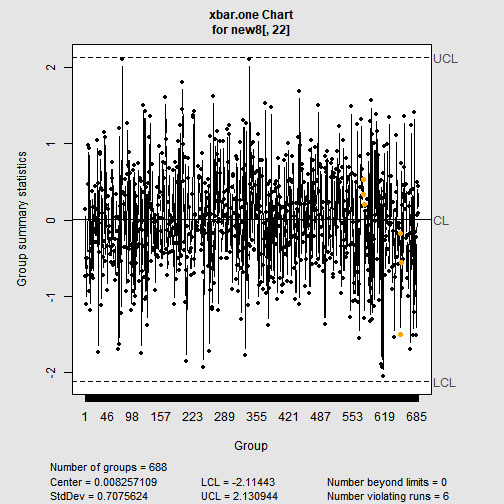 xbar.one Chart
for new8[, 22]
Group summary statistics
2
1
0
-1
-2
UCL
CL
LCL
1 46 98 157 223 289 355 421 487 553 619 685
Group
Number of groups = 688
Center = 0.008257109 LCL = -2.11443 Number beyond limits = 0
StdDev = 0.7075624 UCL = 2.130944 Number violating runs = 6